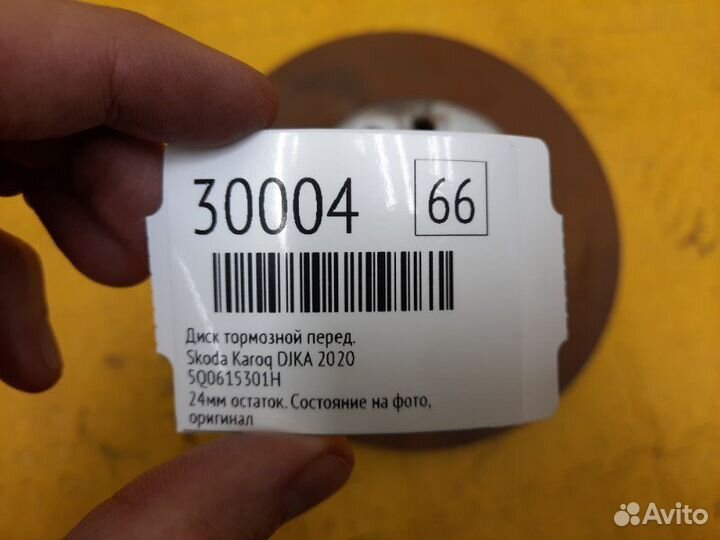 30004 66
Диск тормозной перед.
Skoda Karoq DJKA 2020
5Q0615301H
24мм остаток. Состояние на фото,
оригинал
Avito